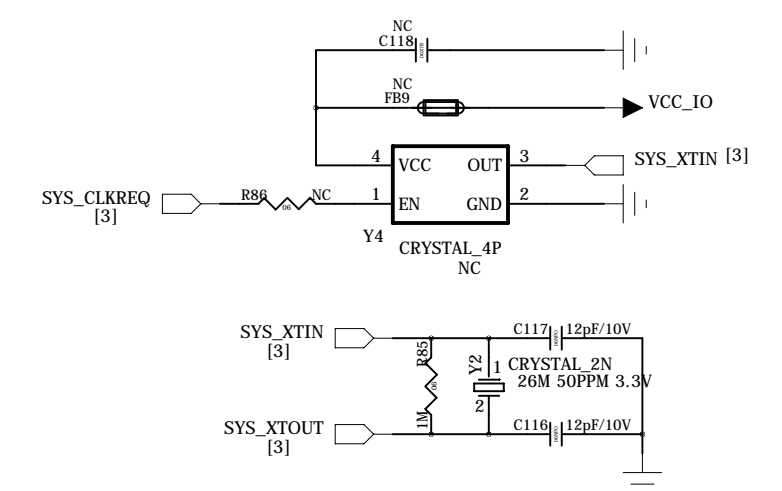 NC
C118
NC
FB9
VCC_IO
4 VCC OUT 3
SYS_XTIN [3]
SYS_CLKREQ
[3]
R86 NC
1 EN GND 2
Y4
CRYSTAL_4P
NC
SYS_XTIN
[3]
C117 12pF/10V
R85
1M
Y2
1
CRYSTAL_2N
26M 50PPM 3.3V
2
SYS_XTOUT
[3]
C116 12pF/10V